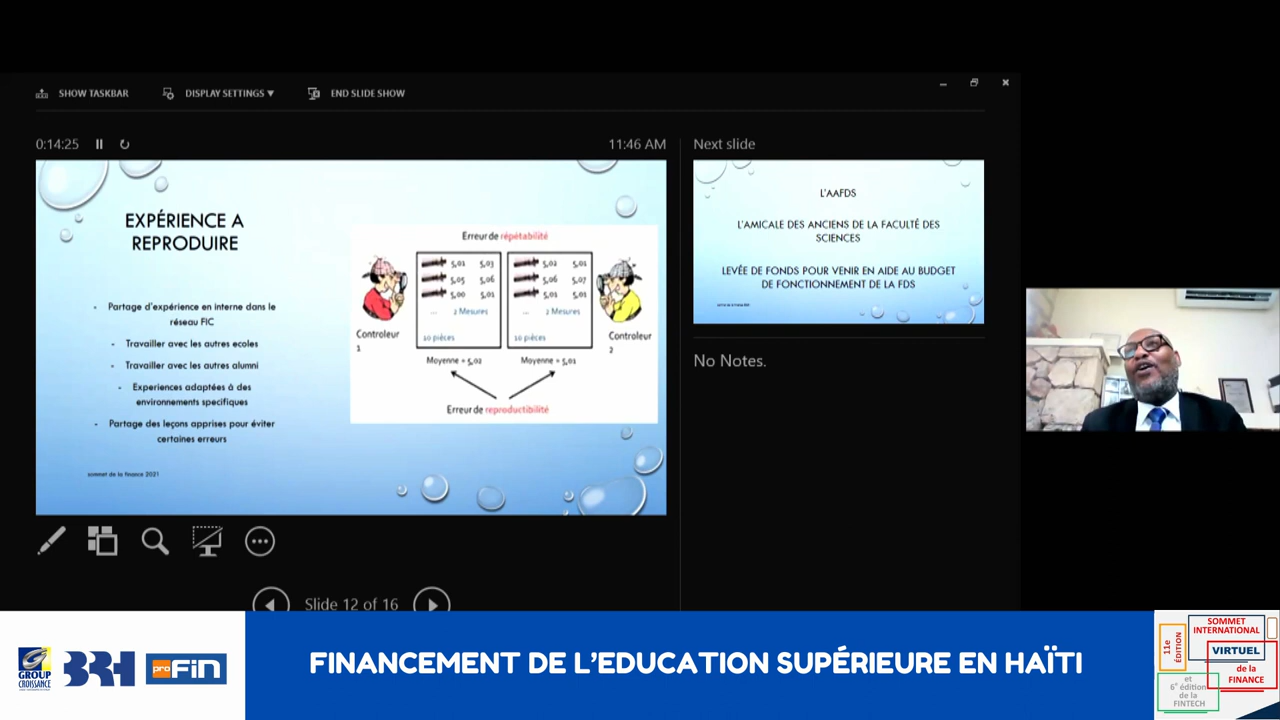 SHOW TASKBAR
DISPLAY SETTINGS ▼
END SLIDE SHOW
0:14:25
11:46 AM
EXPÉRIENCE A
REPRODUIRE
- Partage d'expérience en interne dans le
réseau FIC
- Travailler avec les autres ecoles
- Travailler avec les autres alumni
- Experiences adaptées à des
environnements specifiques
- Partage des leçons apprises pour éviter
certaines erreurs
sommet de la finance 2021
Erreur de répétabilité
5,01 5,03
5,05 5,06
5,00 5,01
... 2 Mesures
10 pièces
5,02 5,01
5,06 5,07
5,01 5,01
... 2 Mesures
10 pièces
Controleur
1
Controleur
2
Moyenne = 5,02
Moyenne = 5,01
Erreur de reproductibilité
Next slide
L'AAFDS
L'AMICALE DES ANCIENS DE LA FACULTÉ DES
SCIENCES
LEVÉE DE FONDS POUR VENIR EN AIDE AU BUDGET
DE FONCTIONNEMENT DE LA FDS
No Notes.
Slide 12 of 16
GROUP
CROISSANCE
BRH
proFin
FINANCEMENT DE L'EDUCATION SUPÉRIEURE EN HAÏTI
11e
ÉDITION
SOMMET
INTERNATIONAL
VIRTUEL
de la
FINANCE
et
6e édition
de la
FINTECH